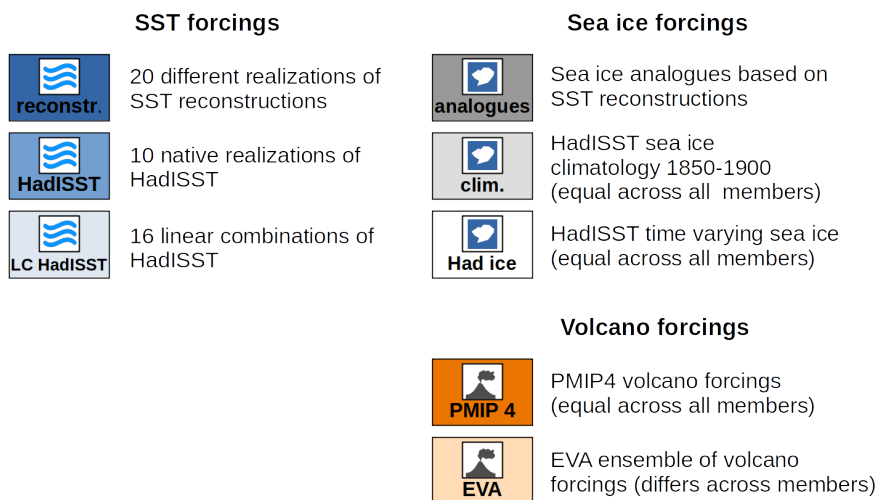 SST forcings
reconstr.
20 different realizations of
SST reconstructions
HadISST
10 native realizations of
HadISST
LC HadISST
16 linear combinations of
HadISST
Sea ice forcings
analogues
Sea ice analogues based on
SST reconstructions
clim.
HadISST sea ice
climatology 1850-1900
(equal across all members)
Had ice
HadISST time varying sea ice
(equal across all members)
Volcano forcings
PMIP 4
PMIP4 volcano forcings
(equal across all members)
EVA
EVA ensemble of volcano
forcings (differs across members)